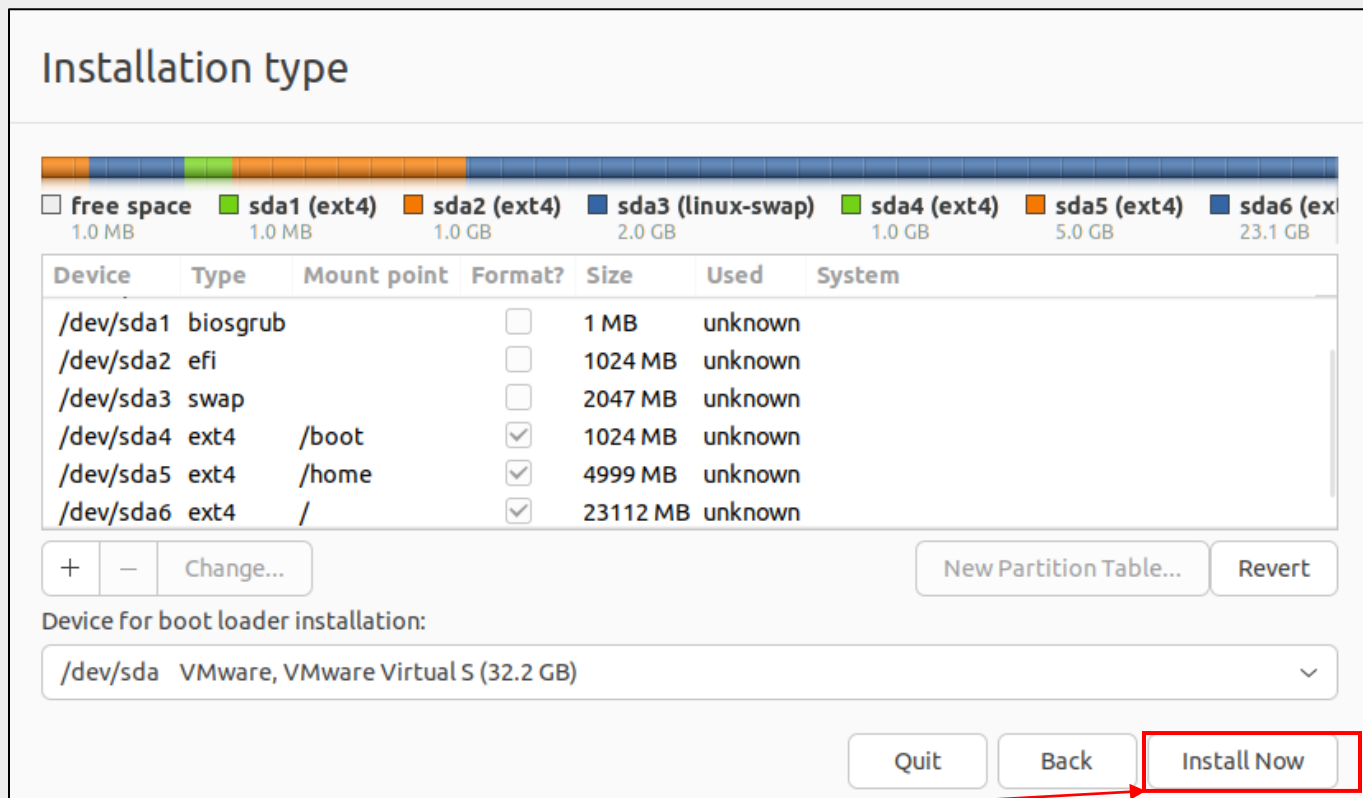 Installation type
free space sda1 (ext4) sda2 (ext4) sda3 (linux-swap) sda4 (ext4) sda5 (ext4) sda6 (ext
1.0 MB 1.0 MB 1.0 GB 2.0 GB 1.0 GB 5.0 GB 23.1 GB
Device Type Mount point Format? Size Used System
/dev/sda1 biosgrub 1 MB unknown
/dev/sda2 efi 1024 MB unknown
/dev/sda3 swap 2047 MB unknown
/dev/sda4 ext4 /boot 1024 MB unknown
/dev/sda5 ext4 /home 4999 MB unknown
/dev/sda6 ext4 / 23112 MB unknown
+ – Change... New Partition Table... Revert
Device for boot loader installation:
/dev/sda VMware, VMware Virtual S (32.2 GB)
Quit Back Install Now